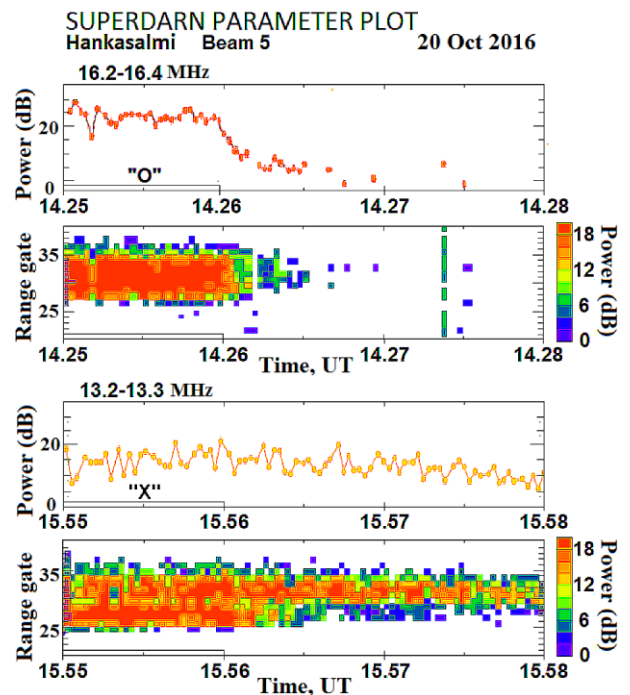 SUPERDARN PARAMETER PLOT
Hankasalmi Beam 5 20 Oct 2016
16.2-16.4 MHz
Power (dB)
20
0
"O"
14.25 14.26 14.27 14.28
Range gate
35
25
14.25 14.26 14.27 14.28
Time, UT
18
12
6
0
Power (dB)
13.2-13.3 MHz
Power (dB)
20
0
"X"
15.55 15.56 15.57 15.58
Range gate
35
25
15.55 15.56 15.57 15.58
Time, UT
18
12
6
0
Power (dB)